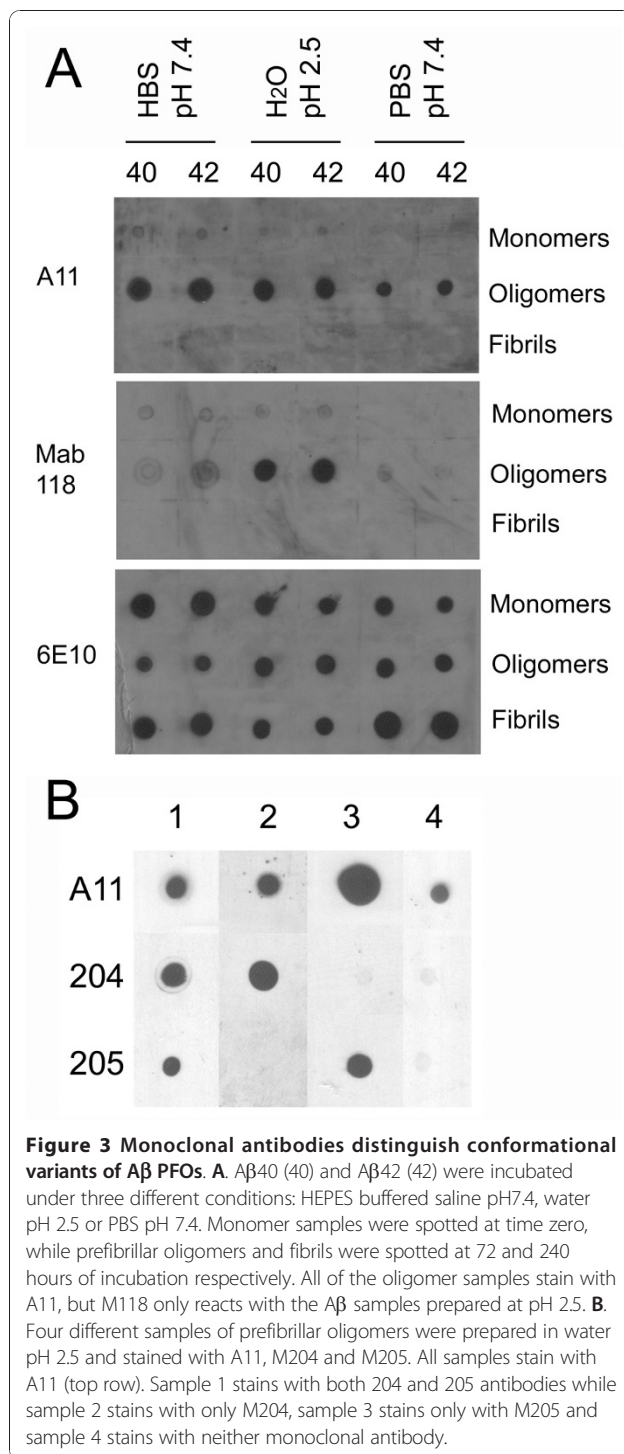 A
HBS pH 7.4
H2O pH 2.5
PBS pH 7.4
40 42 40 42 40 42
A11
Monomers
Oligomers
Fibrils
Mab 118
Monomers
Oligomers
Fibrils
6E10
Monomers
Oligomers
Fibrils
B
1 2 3 4
A11
204
205
Figure 3 Monoclonal antibodies distinguish conformational
variants of Aβ PFOs. A. Aβ40 (40) and Aβ42 (42) were incubated
under three different conditions: HEPES buffered saline pH7.4, water
pH 2.5 or PBS pH 7.4. Monomer samples were spotted at time zero,
while prefibrillar oligomers and fibrils were spotted at 72 and 240
hours of incubation respectively. All of the oligomer samples stain with
A11, but M118 only reacts with the Aβ samples prepared at pH 2.5. B.
Four different samples of prefibrillar oligomers were prepared in water
pH 2.5 and stained with A11, M204 and M205. All samples stain with
A11 (top row). Sample 1 stains with both 204 and 205 antibodies while
sample 2 stains with only M204, sample 3 stains only with M205 and
sample 4 stains with neither monoclonal antibody.